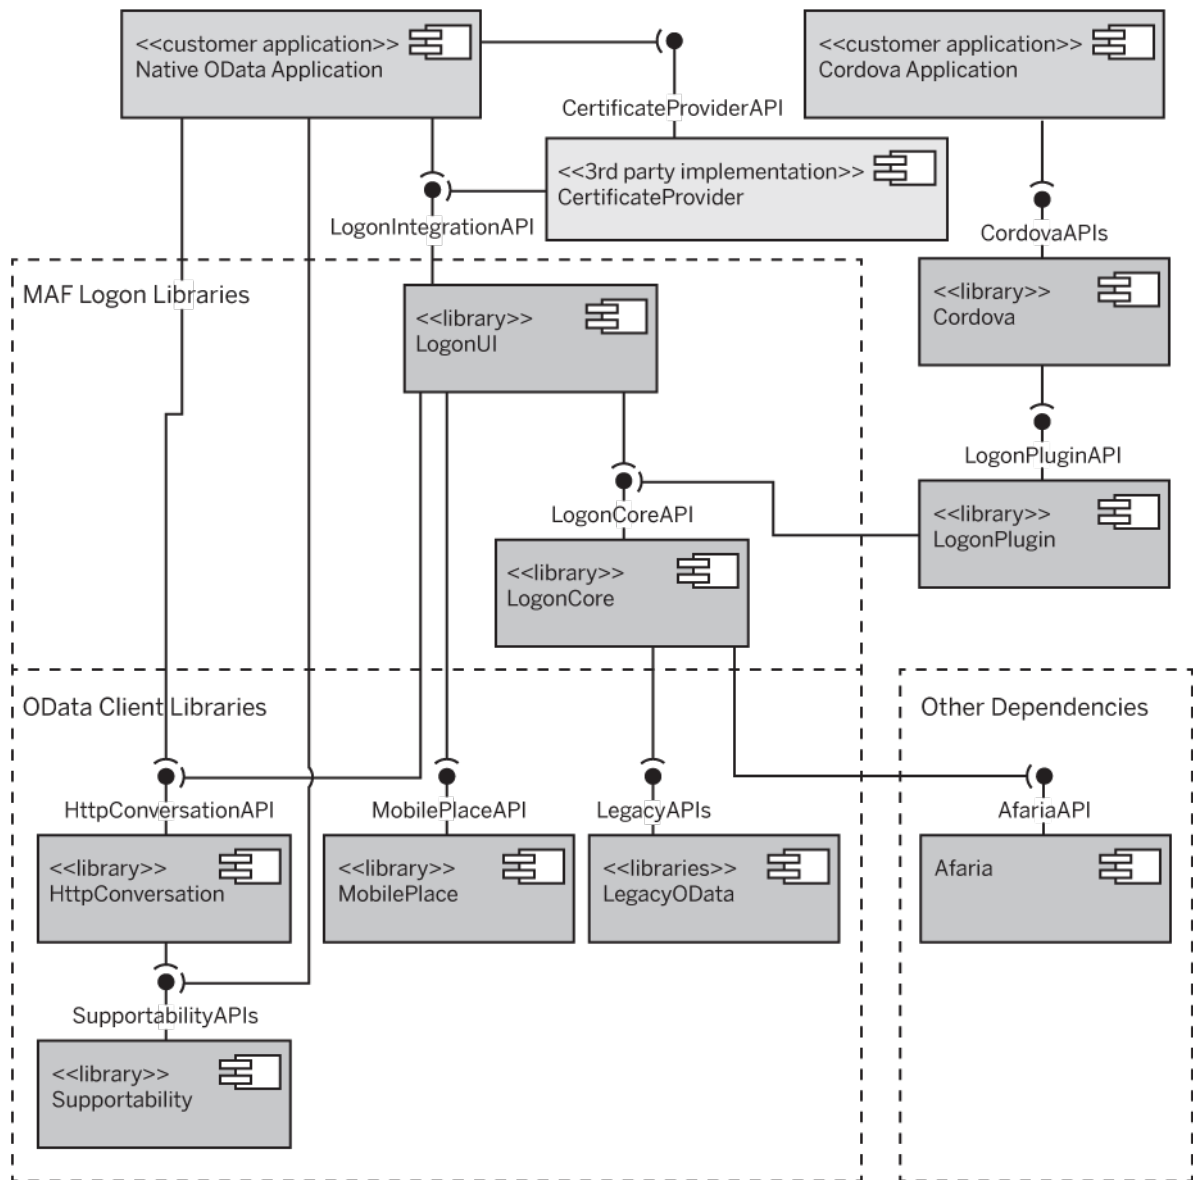 <<customer application>>
Native OData Application
<<customer application>>
Cordova Application
CertificateProviderAPI
<<3rd party implementation>>
CertificateProvider
LogonIntegrationAPI
CordovaAPIs
MAF Logon Libraries
<<library>>
LogonUI
<<library>>
Cordova
LogonPluginAPI
LogonCoreAPI
<<library>>
LogonPlugin
<<library>>
LogonCore
OData Client Libraries
Other Dependencies
HttpConversationAPI
MobilePlaceAPI
LegacyAPIs
AfariaAPI
<<library>>
HttpConversation
<<library>>
MobilePlace
<<libraries>>
LegacyOData
Afaria
SupportabilityAPIs
<<library>>
Supportability